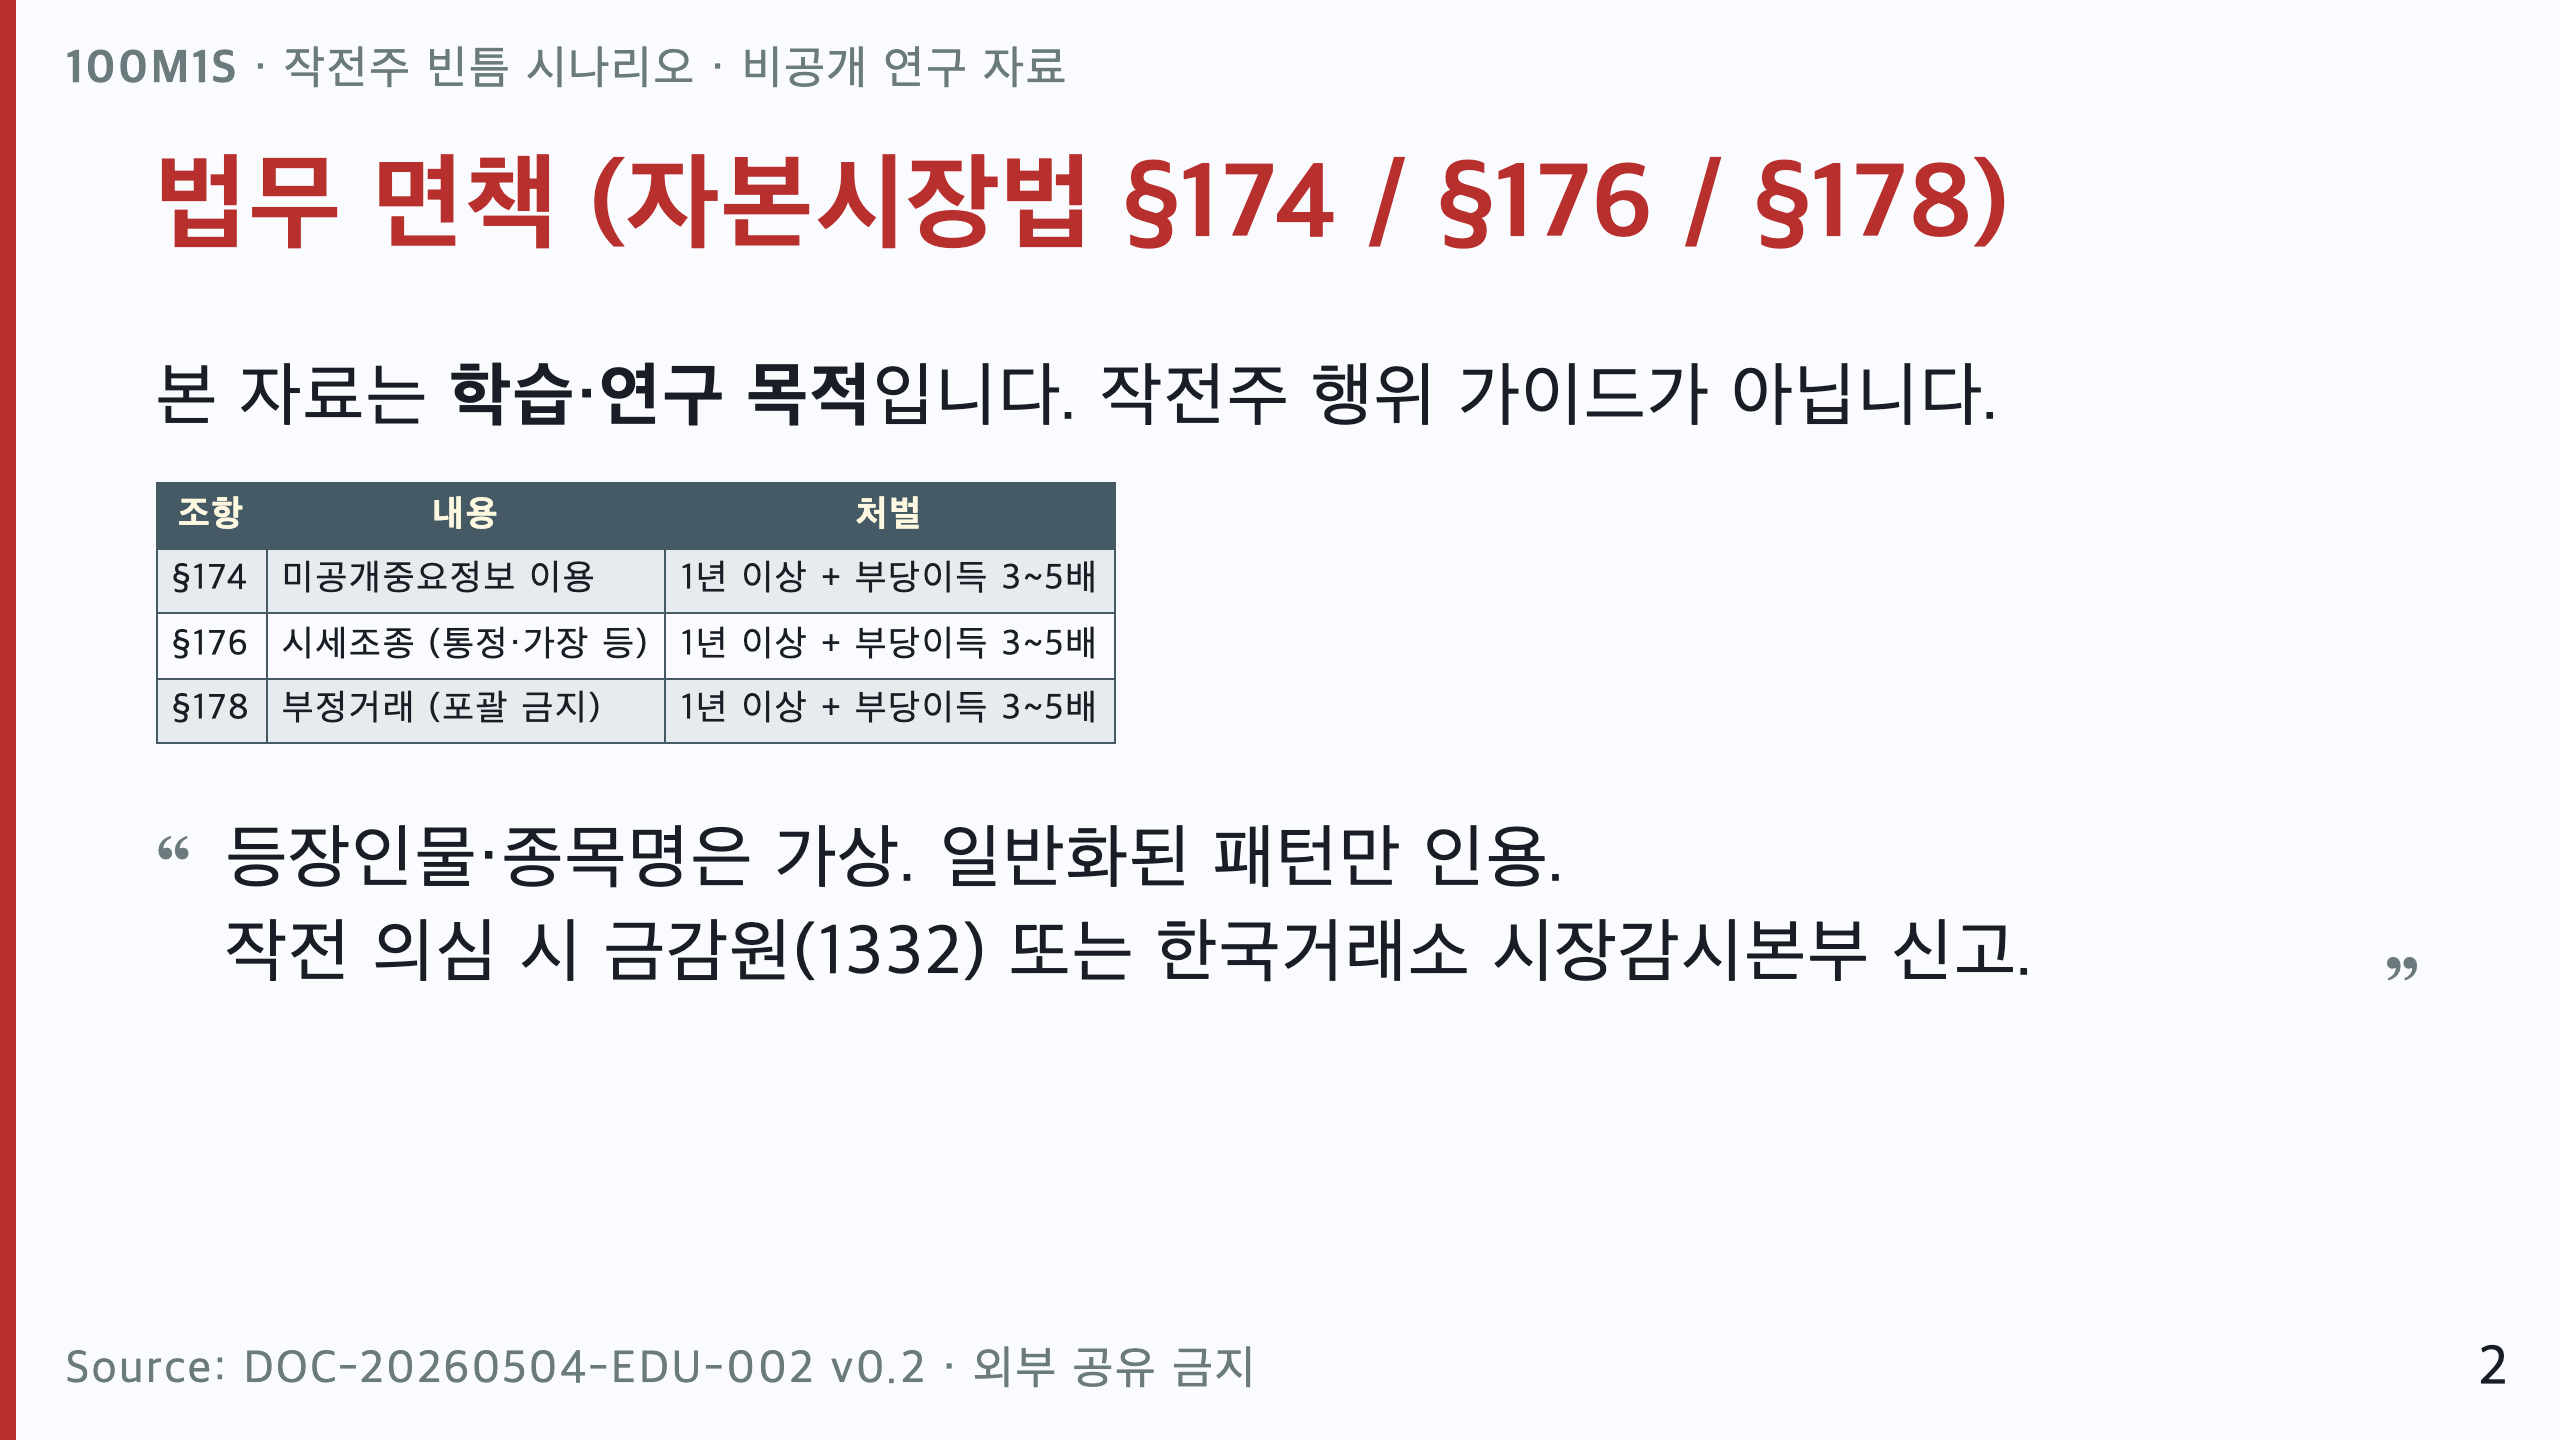 100M1S · 작전주 빈틈 시나리오 · 비공개 연구 자료
법무 면책 (자본시장법 §174 / §176 / §178)
본 자료는 학습·연구 목적입니다. 작전주 행위 가이드가 아닙니다.
조항 내용 처벌
§174 미공개중요정보 이용 1년 이상 + 부당이득 3~5배
§176 시세조종 (통정·가장 등) 1년 이상 + 부당이득 3~5배
§178 부정거래 (포괄 금지) 1년 이상 + 부당이득 3~5배
“ 등장인물·종목명은 가상. 일반화된 패턴만 인용.
작전 의심 시 금감원(1332) 또는 한국거래소 시장감시본부 신고. ”
Source: DOC-20260504-EDU-002 v0.2 · 외부 공유 금지
2